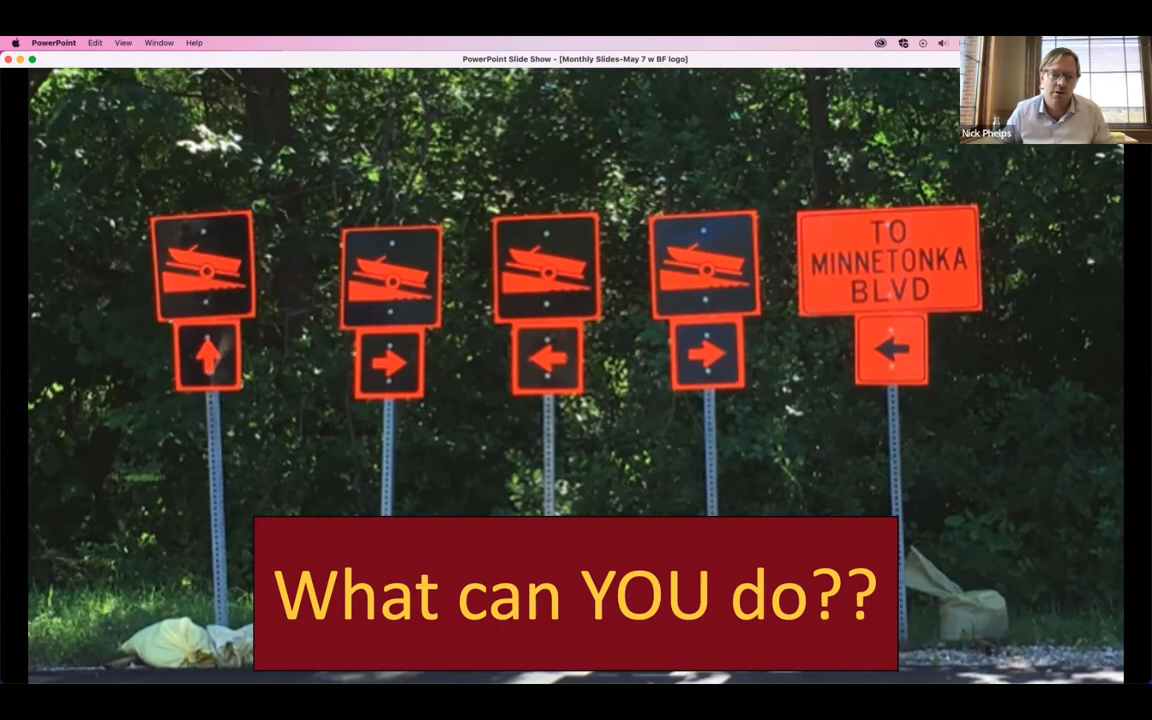 PowerPoint Edit View Window Help
PowerPoint Slide Show - [Monthly Slides-May 7 w BF logo]
Nick Phelps
TO
MINNETONKA
BLVD
What can YOU do??